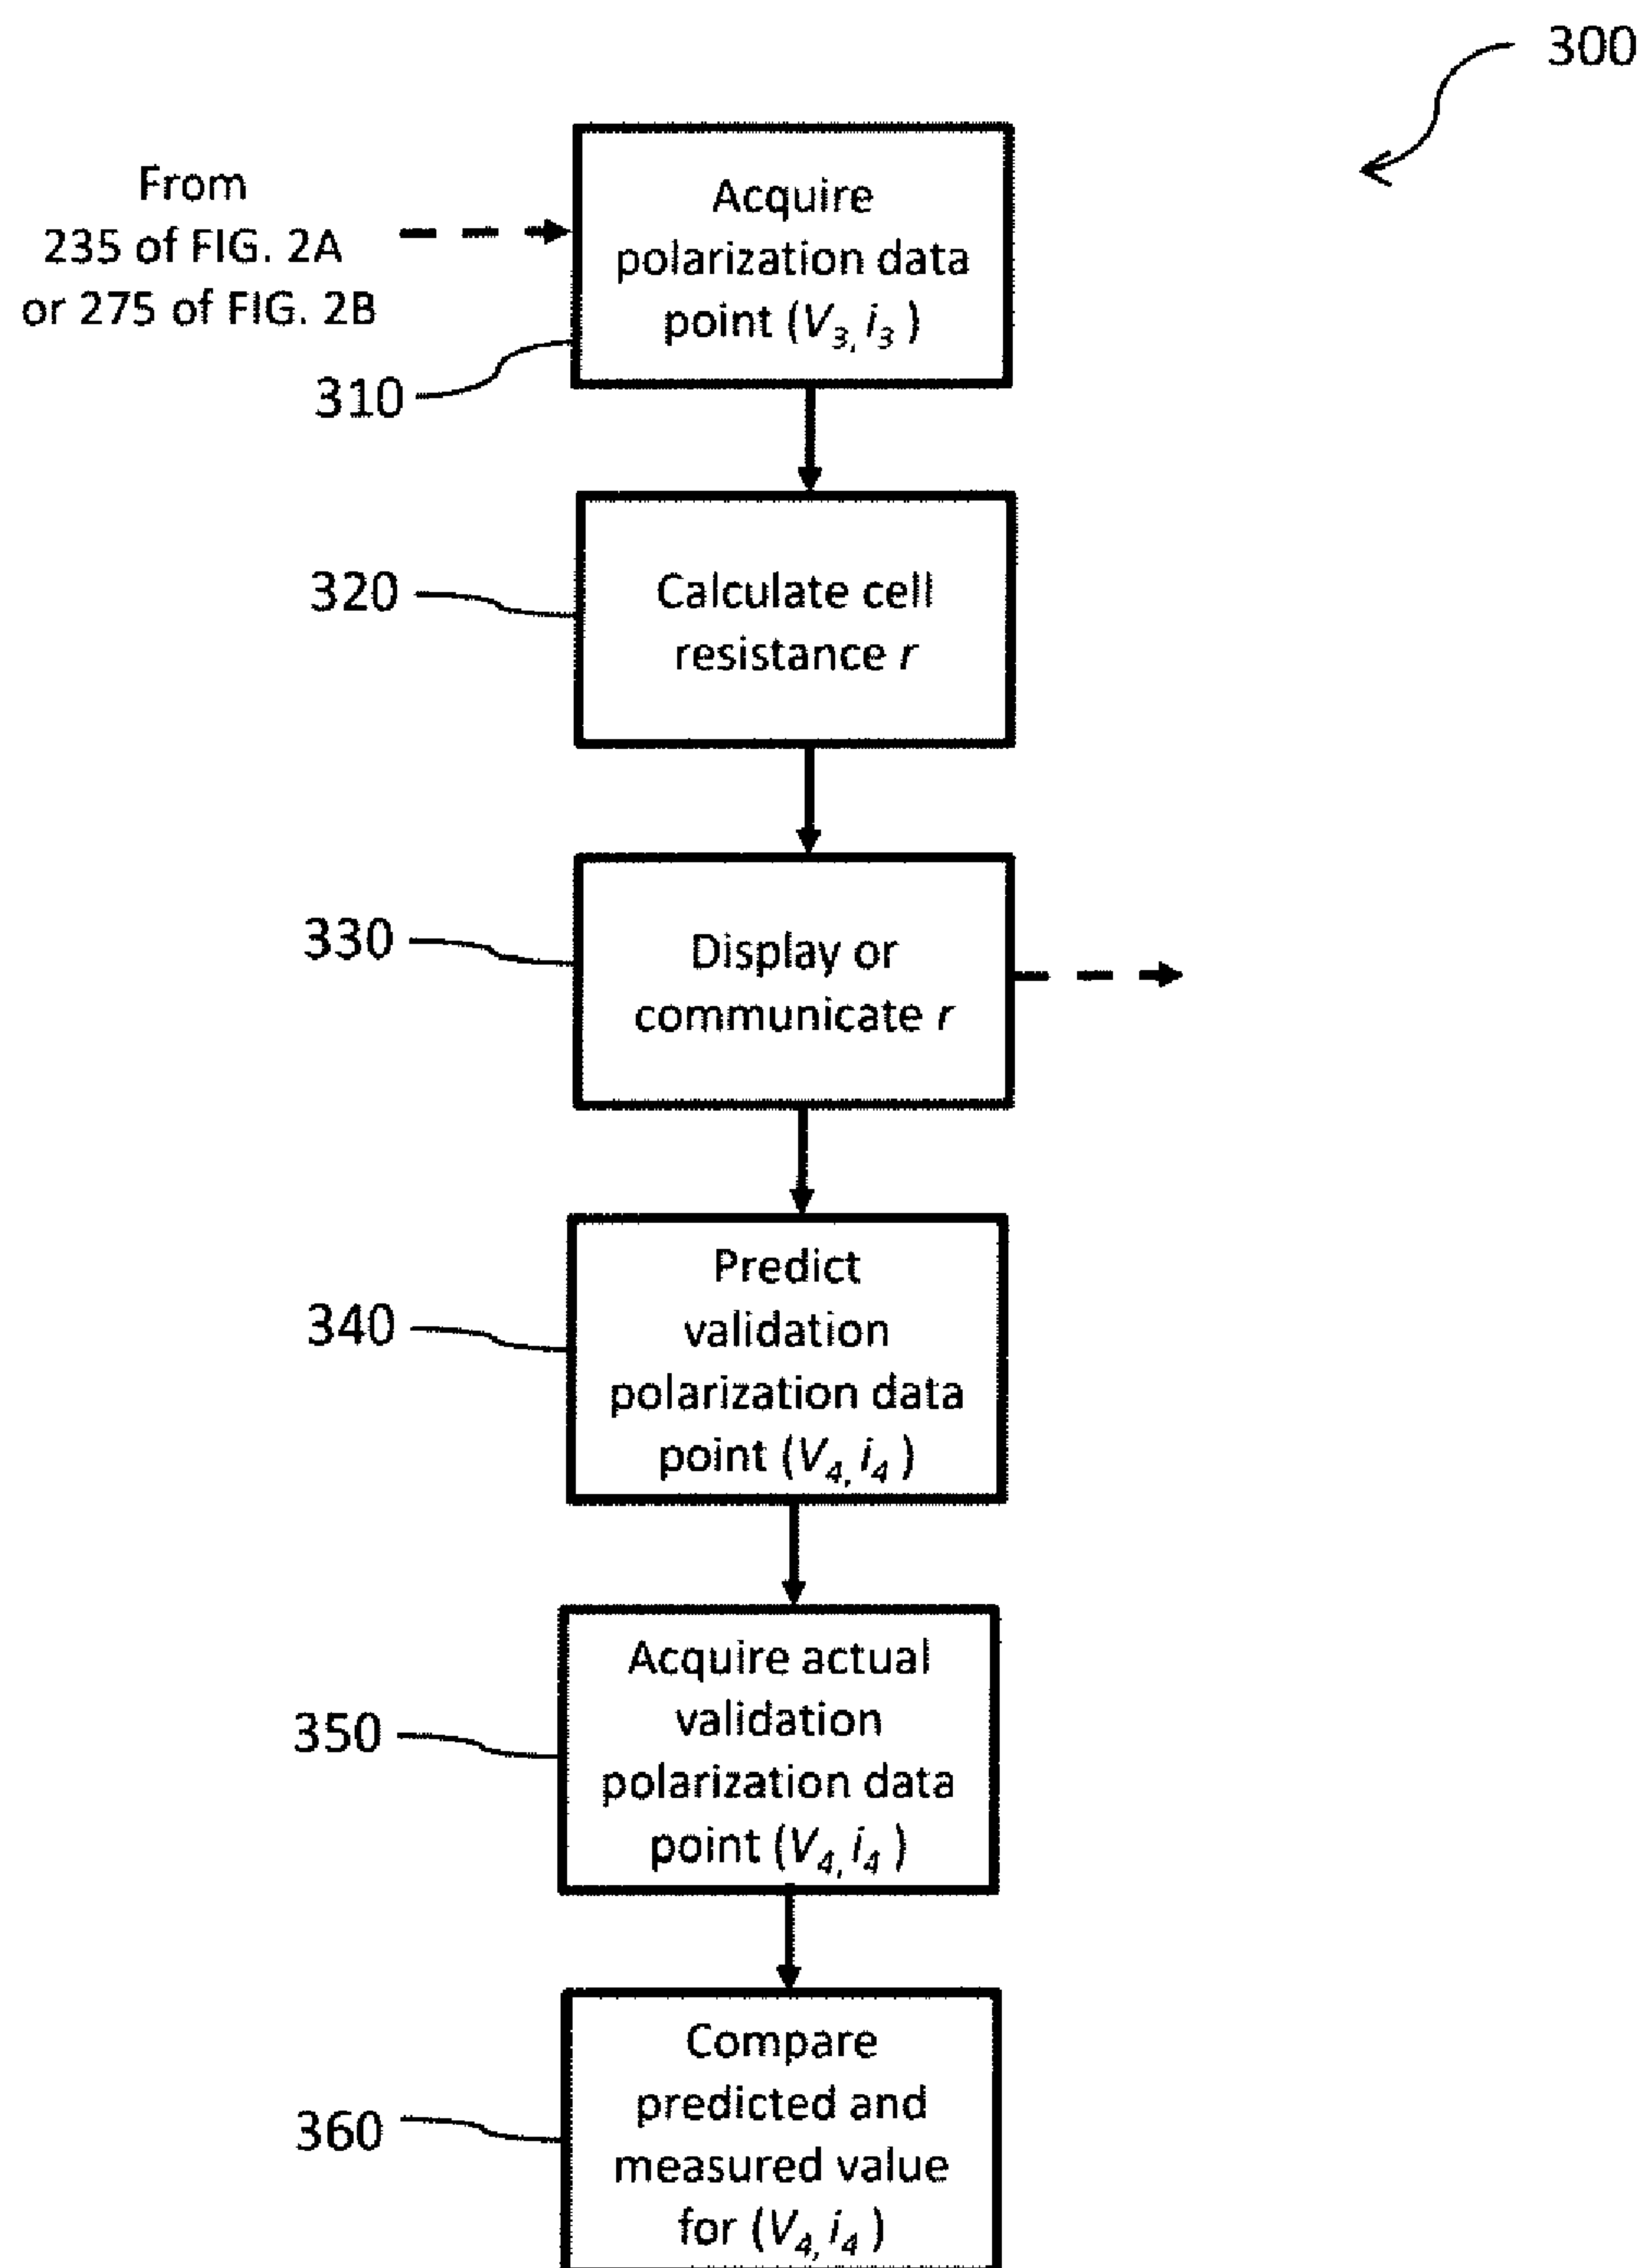 300
From
235 of FIG. 2A
or 275 of FIG. 2B
Acquire
polarization data
point (V3, i3 )
310
320
Calculate cell
resistance r
330
Display or
communicate r
340
Predict
validation
polarization data
point (V4, i4 )
350
Acquire actual
validation
polarization data
point (V4, i4 )
360
Compare
predicted and
measured value
for (V4, i4 )